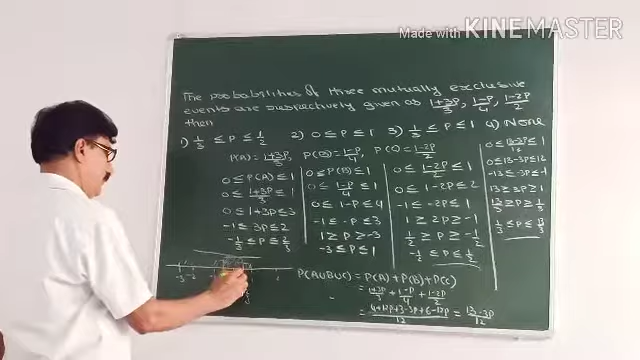 Made with KINEMASTER
The probabilities of three mutually exclusive
events are respectively given as (1+3P)/3, (1-P)/4, (1-2P)/2
then
1) 1/3 ≤ P ≤ 1/2 2) 0 ≤ P ≤ 1 3) 1/3 ≤ P ≤ 1 4) None
P(A) = (1+3P)/3, P(B) = (1-P)/4, P(C) = (1-2P)/2
0 ≤ P(A) ≤ 1
0 ≤ (1+3P)/3 ≤ 1
0 ≤ 1+3P ≤ 3
-1 ≤ 3P ≤ 2
-1/3 ≤ P ≤ 2/3
0 ≤ P(B) ≤ 1
0 ≤ (1-P)/4 ≤ 1
0 ≤ 1-P ≤ 4
-1 ≤ -P ≤ 3
1 ≥ P ≥ -3
-3 ≤ P ≤ 1
0 ≤ (1-2P)/2 ≤ 1
0 ≤ 1-2P ≤ 2
-1 ≤ -2P ≤ 1
1 ≥ 2P ≥ -1
1/2 ≥ P ≥ -1/2
-1/2 ≤ P ≤ 1/2
0 ≤ (13-3P)/12 ≤ 1
0 ≤ 13-3P ≤ 12
-13 ≤ -3P ≤ -1
13 ≥ 3P ≥ 1
13/3 ≥ P ≥ 1/3
1/3 ≤ P ≤ 13/3
-3 -2
P(AUBUC) = P(A) + P(B) + P(C)
= (1+3P)/3 + (1-P)/4 + (1-2P)/2
= (4+12P+3-3P+6-12P)/12 = (13-3P)/12